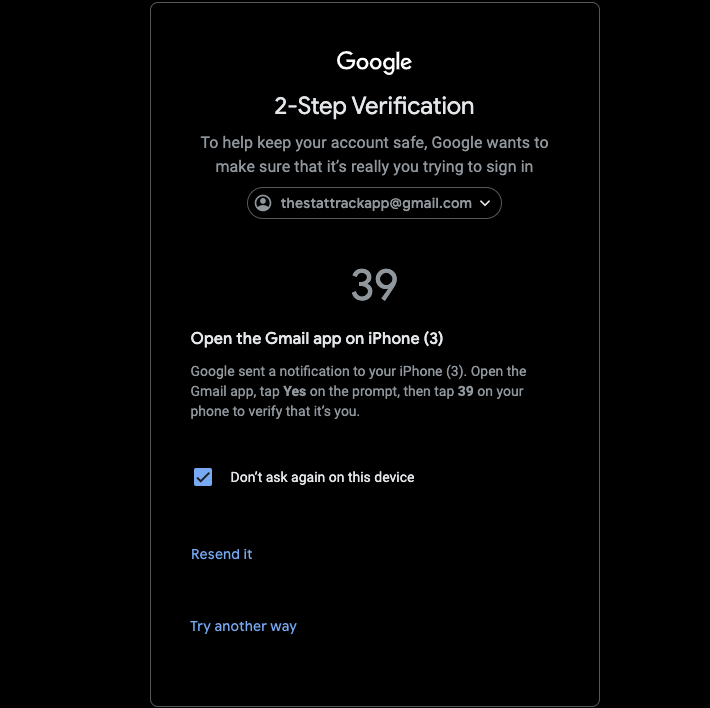 Google
2-Step Verification
To help keep your account safe, Google wants to
make sure that it’s really you trying to sign in
thestattrackapp@gmail.com
39
Open the Gmail app on iPhone (3)
Google sent a notification to your iPhone (3). Open the
Gmail app, tap Yes on the prompt, then tap 39 on your
phone to verify that it’s you.
Don’t ask again on this device
Resend it
Try another way